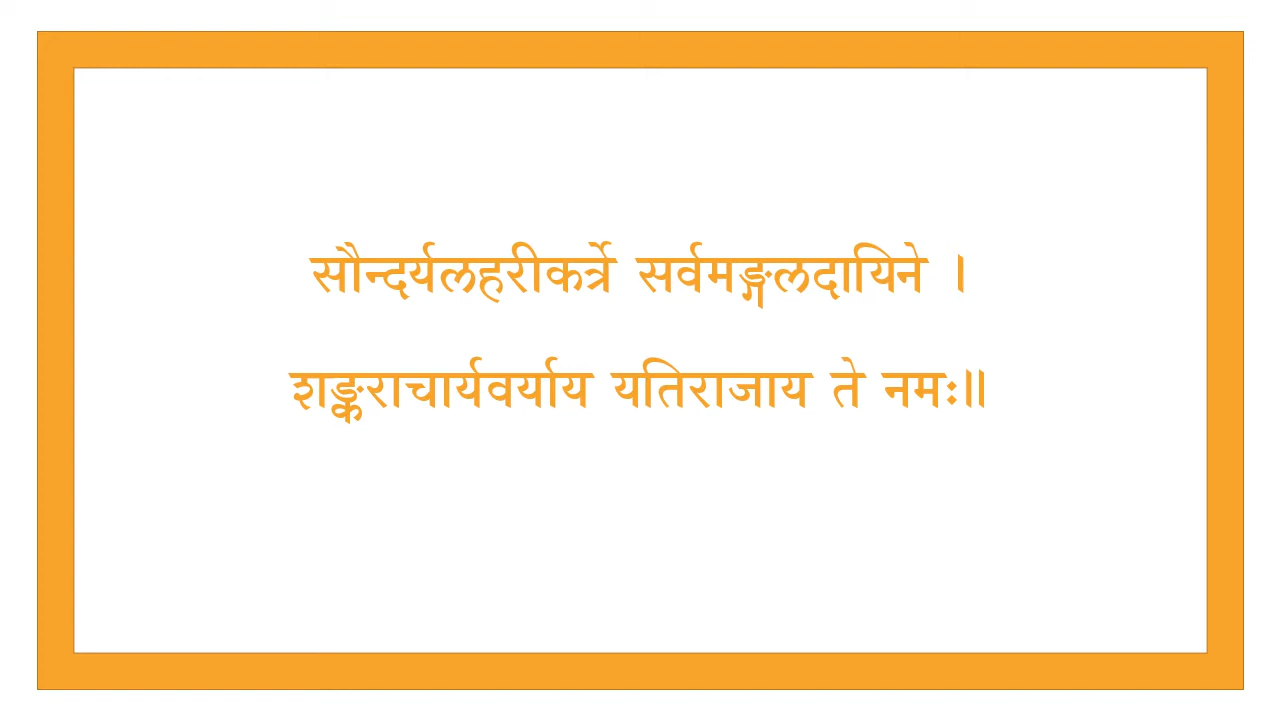 सौन्दर्यलहरीकर्त्रे सर्वमङ्गलदायिने ।
शङ्कराचार्यवर्याय यतिराजाय ते नमः॥